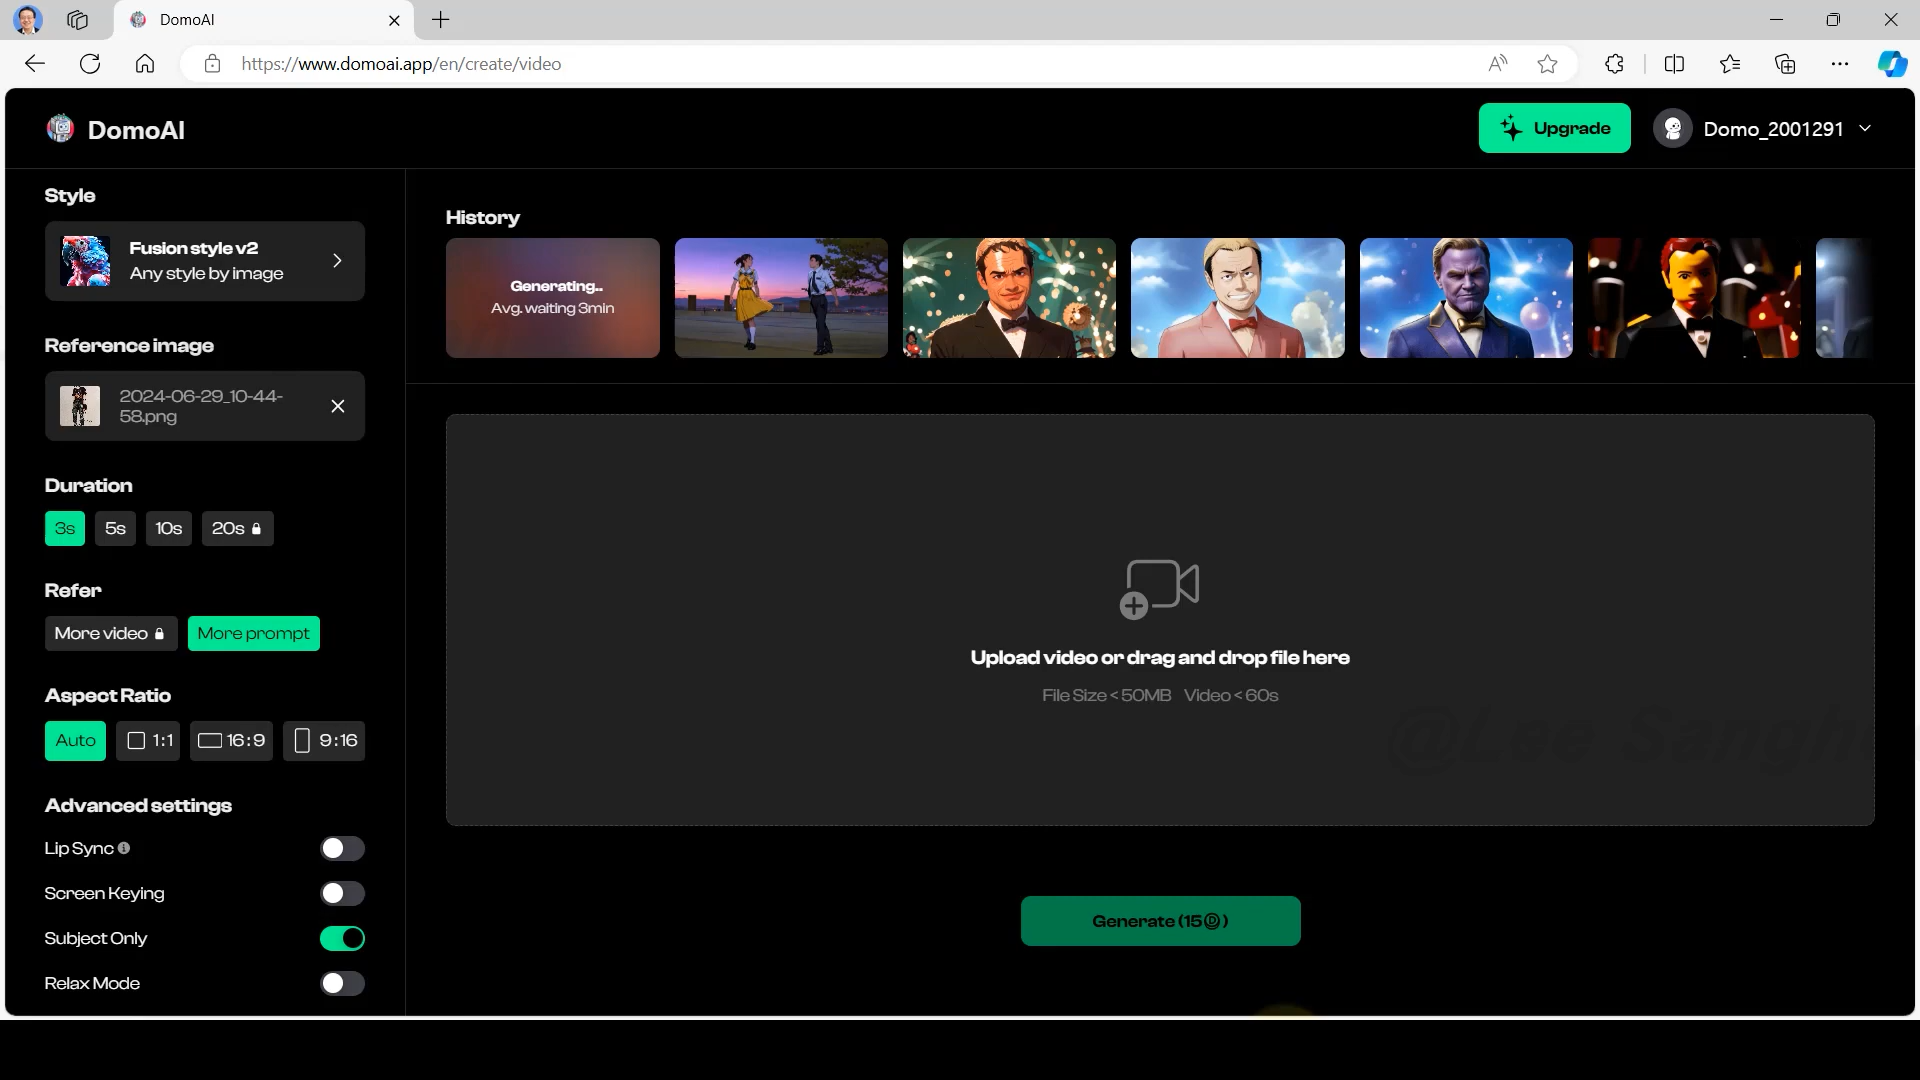 DomoAI
https://www.domoai.app/en/create/video
DomoAI
Upgrade
Domo_2001291
Style
Fusion style v2
Any style by image
Reference image
2024-06-29_10-44-
58.png
Duration
3s
5s
10s
20s
Refer
More video
More prompt
Aspect Ratio
Auto
1:1
16:9
9:16
Advanced settings
Lip Sync
Screen Keying
Subject Only
Relax Mode
History
Generating..
Avg. waiting 3min
Upload video or drag and drop file here
File Size < 50MB Video < 60s
@Lee
Generate (15 )